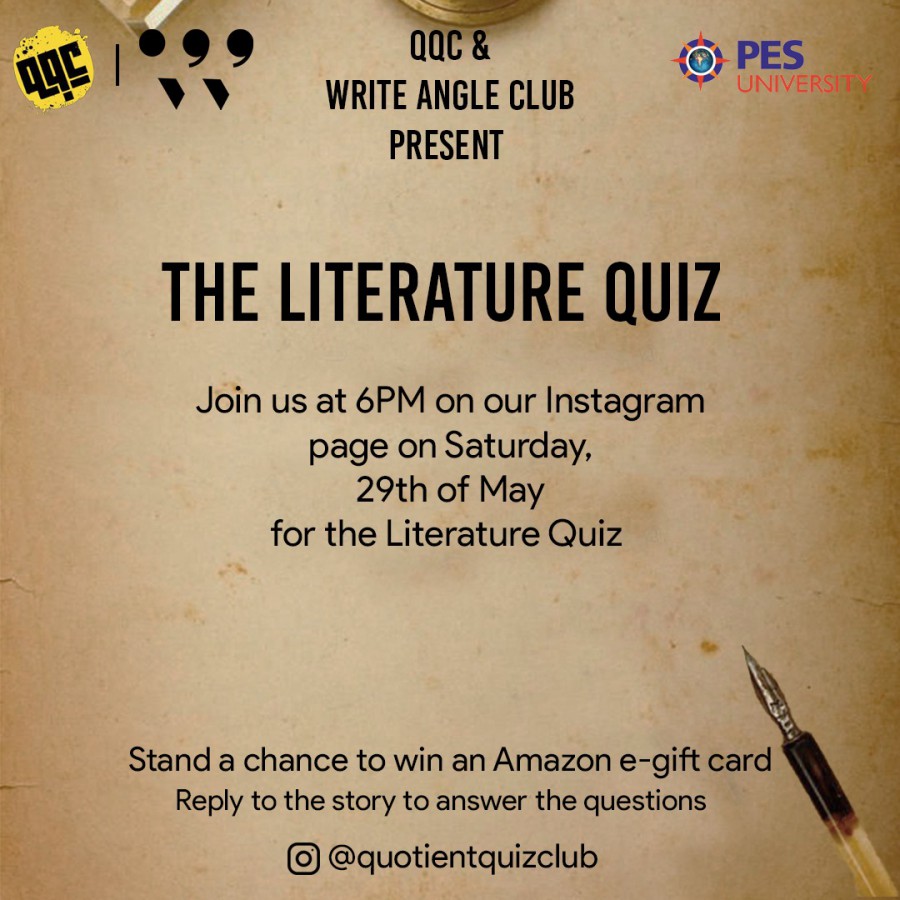 QQC
QQC &
WRITE ANGLE CLUB
PRESENT
PES
UNIVERSITY
THE LITERATURE QUIZ
Join us at 6PM on our Instagram
page on Saturday,
29th of May
for the Literature Quiz
Stand a chance to win an Amazon e-gift card
Reply to the story to answer the questions
@quotientquizclub